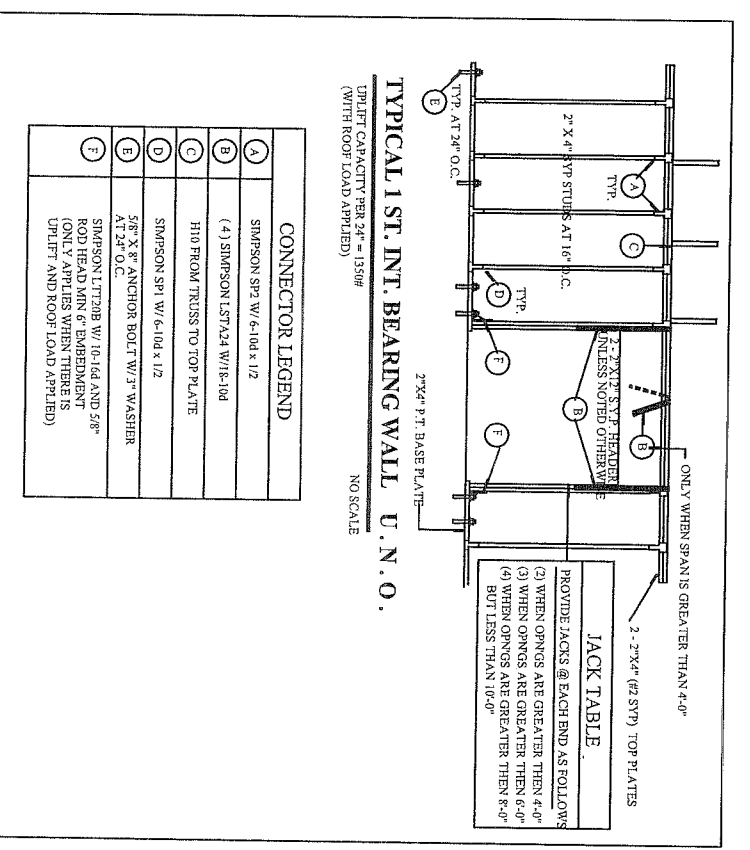 ONLY WHEN SPAN IS GREATER THAN 4'-0"
2 - 2"X4" (#2 SYP) TOP PLATES
A
TYP.
C
B
2" X 4" SYP STUDS AT 16" O.C.
2 - 2"X12" S.Y.P. HEADER
UNLESS NOTED OTHERWISE
B
D
TYP.
F
F
TYP. AT 24" O.C.
E
2"X4" P.T. BASE PLATE
JACK TABLE
PROVIDE JACKS @ EACH END AS FOLLOWS
(2) WHEN OPN'GS ARE GREATER THEN 4'-0"
(3) WHEN OPN'GS ARE GREATER THEN 6'-0"
(4) WHEN OPN'GS ARE GREATER THEN 8'-0"
BUT LESS THAN 10'-0"
TYPICAL 1 ST. INT. BEARING WALL U.N.O.
UPLIFT CAPACITY PER 24" = 1350#
(WITH ROOF LOAD APPLIED)
NO SCALE
CONNECTOR LEGEND
A SIMPSON SP2 W/ 6-10d x 1/2
B ( 4 ) SIMPSON LSTA24 W/18-10d
C H10 FROM TRUSS TO TOP PLATE
D SIMPSON SP1 W/ 6-10d x 1/2
E 5/8" X 8" ANCHOR BOLT W/ 3" WASHER
AT 24" O.C.
F SIMPSON LTT20B W/ 10-16d AND 5/8"
ROD HEAD MIN 6" EMBEDMENT
(ONLY APPLIES WHEN THERE IS
UPLIFT AND ROOF LOAD APPLIED)